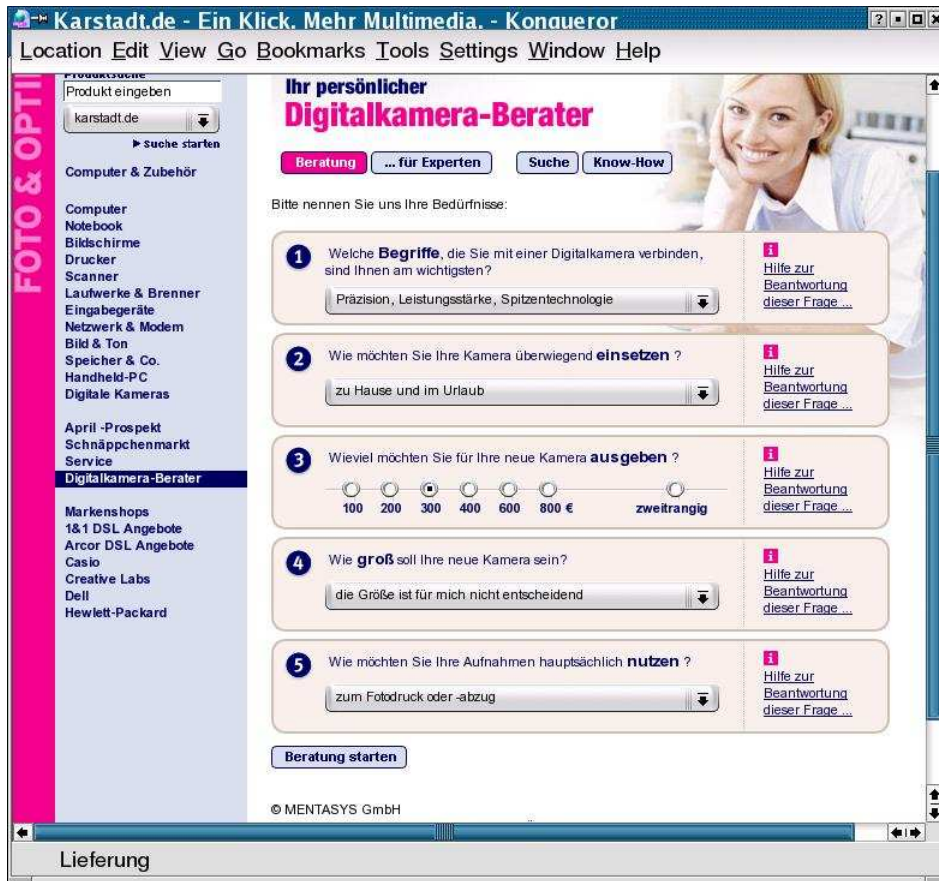 Karstadt.de - Ein Klick. Mehr Multimedia. - Konqueror
Location Edit View Go Bookmarks Tools Settings Window Help
FOTO & OPTI
Produktsuche
Produkt eingeben
karstadt.de
Suche starten
Computer & Zubehör
Computer
Notebook
Bildschirme
Drucker
Scanner
Laufwerke & Brenner
Eingabegeräte
Netzwerk & Modem
Bild & Ton
Speicher & Co.
Handheld-PC
Digitale Kameras
April -Prospekt
Schnäppchenmarkt
Service
Digitalkamera-Berater
Markenshops
1&1 DSL Angebote
Arcor DSL Angebote
Casio
Creative Labs
Dell
Hewlett-Packard
Ihr persönlicher
Digitalkamera-Berater
Beratung ... für Experten Suche Know-How
Bitte nennen Sie uns Ihre Bedürfnisse:
1 Welche Begriffe, die Sie mit einer Digitalkamera verbinden,
sind Ihnen am wichtigsten?
Präzision, Leistungsstärke, Spitzentechnologie
i
Hilfe zur
Beantwortung
dieser Frage ...
2 Wie möchten Sie Ihre Kamera überwiegend einsetzen ?
zu Hause und im Urlaub
i
Hilfe zur
Beantwortung
dieser Frage ...
3 Wieviel möchten Sie für Ihre neue Kamera ausgeben ?
100 200 300 400 600 800 € zweitrangig
i
Hilfe zur
Beantwortung
dieser Frage ...
4 Wie groß soll Ihre neue Kamera sein?
die Größe ist für mich nicht entscheidend
i
Hilfe zur
Beantwortung
dieser Frage ...
5 Wie möchten Sie Ihre Aufnahmen hauptsächlich nutzen ?
zum Fotodruck oder -abzug
i
Hilfe zur
Beantwortung
dieser Frage ...
Beratung starten
© MENTASYS GmbH
Lieferung